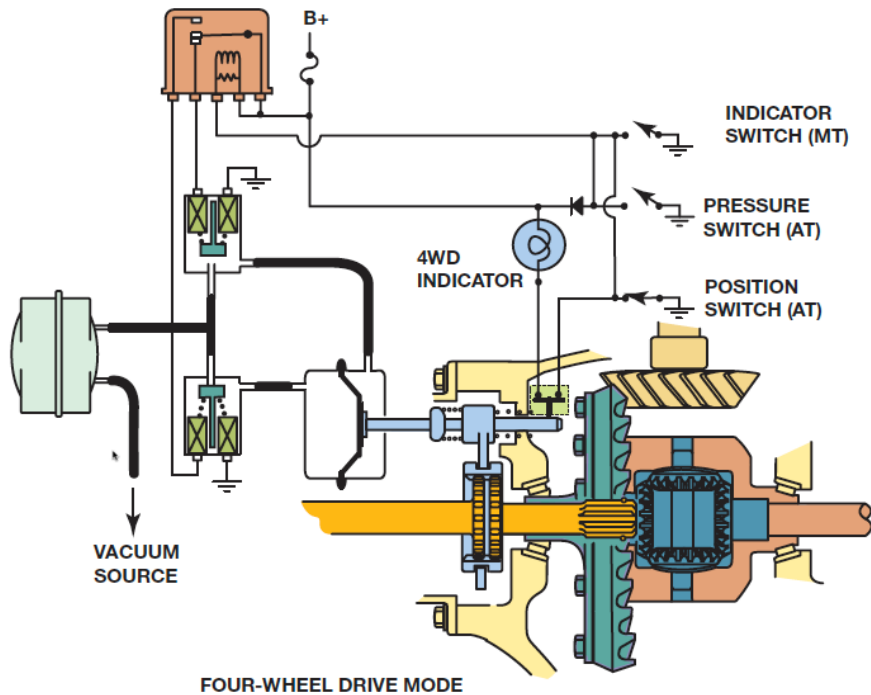 B+
INDICATOR
SWITCH (MT)
PRESSURE
SWITCH (AT)
4WD
INDICATOR
POSITION
SWITCH (AT)
VACUUM
SOURCE
FOUR-WHEEL DRIVE MODE